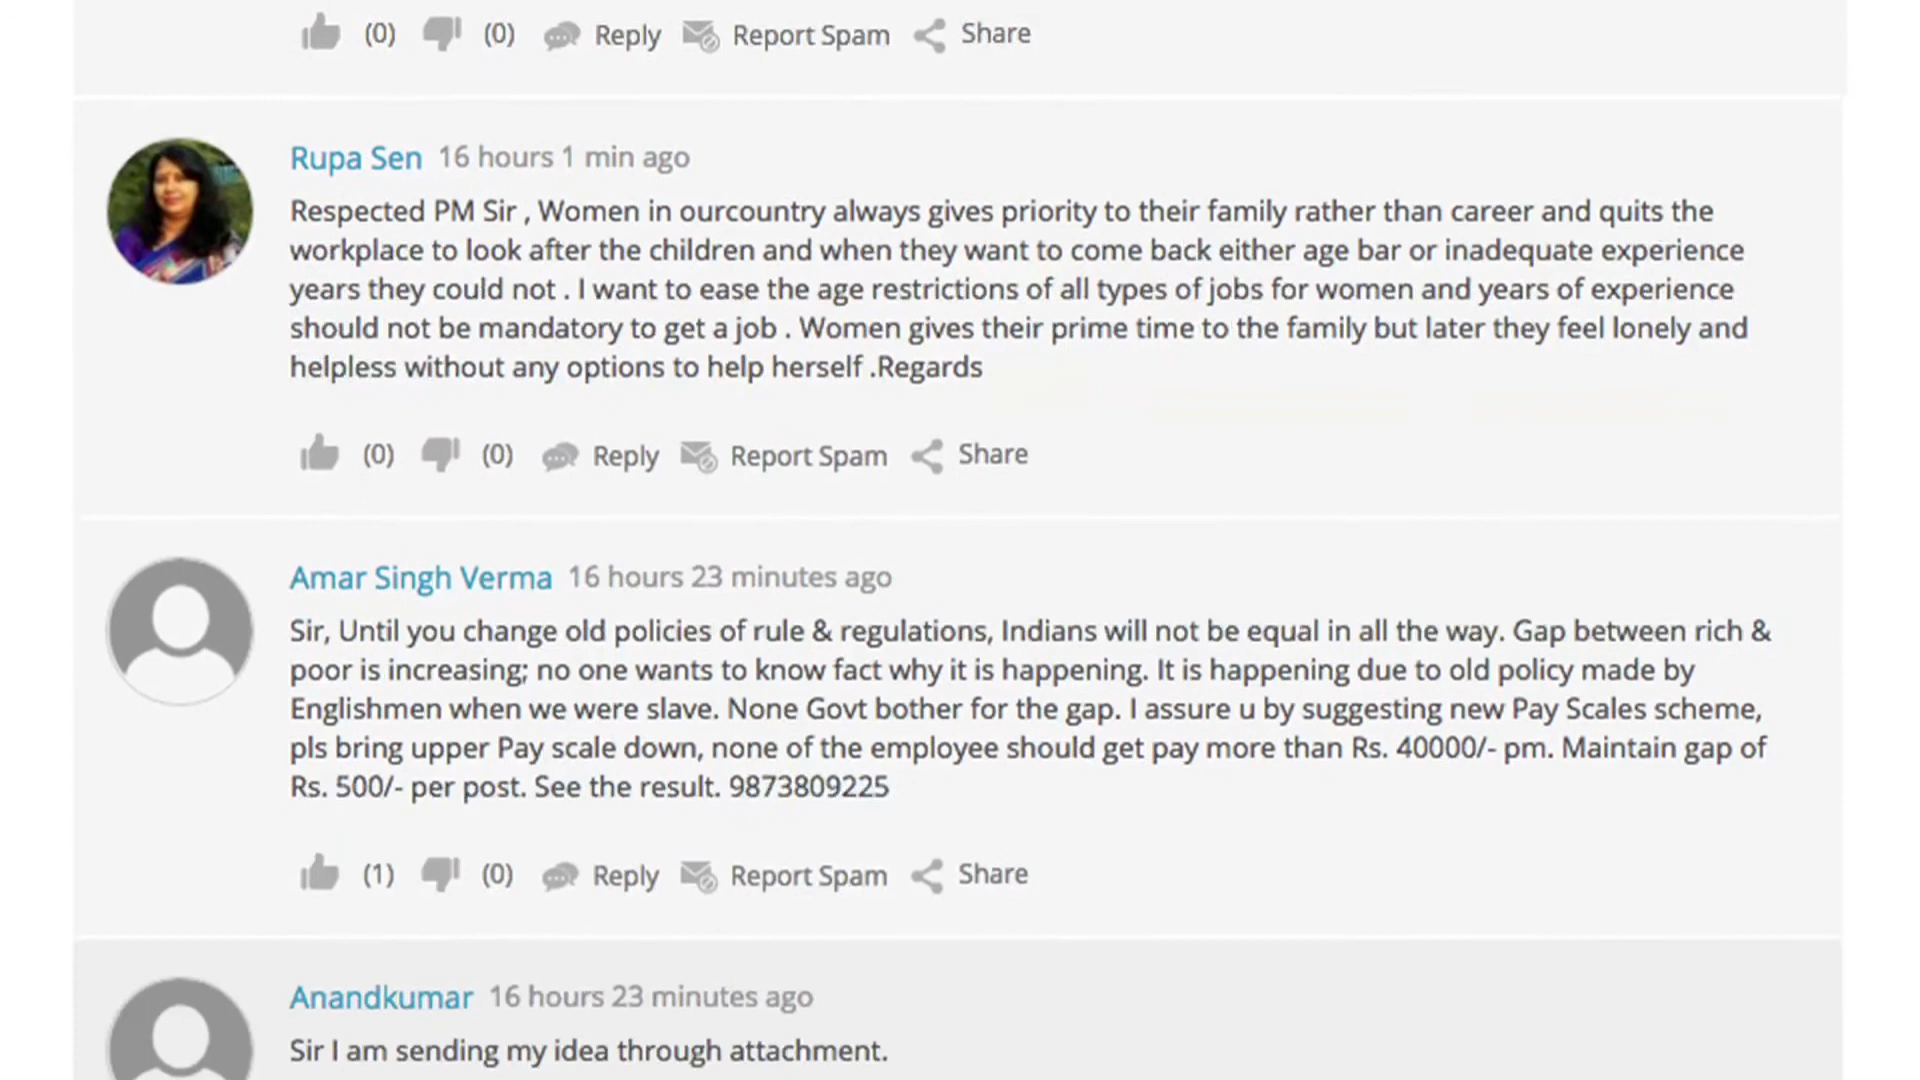 (0) (0) Reply Report Spam Share
Rupa Sen 16 hours 1 min ago
Respected PM Sir , Women in ourcountry always gives priority to their family rather than career and quits the
workplace to look after the children and when they want to come back either age bar or inadequate experience
years they could not . I want to ease the age restrictions of all types of jobs for women and years of experience
should not be mandatory to get a job . Women gives their prime time to the family but later they feel lonely and
helpless without any options to help herself .Regards
(0) (0) Reply Report Spam Share
Amar Singh Verma 16 hours 23 minutes ago
Sir, Until you change old policies of rule & regulations, Indians will not be equal in all the way. Gap between rich &
poor is increasing; no one wants to know fact why it is happening. It is happening due to old policy made by
Englishmen when we were slave. None Govt bother for the gap. I assure u by suggesting new Pay Scales scheme,
pls bring upper Pay scale down, none of the employee should get pay more than Rs. 40000/- pm. Maintain gap of
Rs. 500/- per post. See the result. 9873809225
(1) (0) Reply Report Spam Share
Anandkumar 16 hours 23 minutes ago
Sir I am sending my idea through attachment.